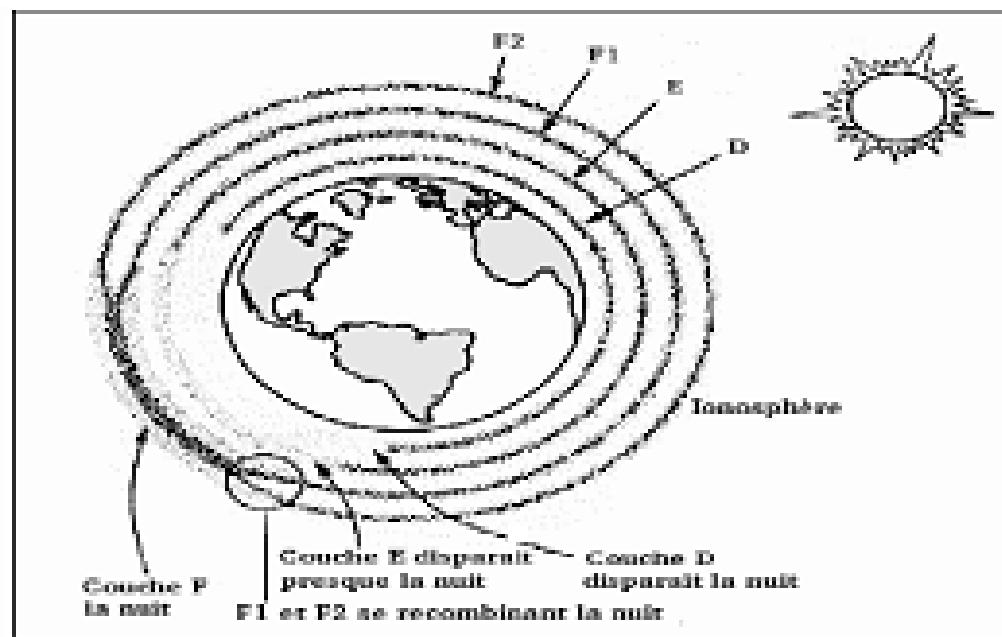 F2
F1
E
D
Ionosphère
Couche E disparait
presque la nuit
Couche D
disparaît la nuit
Couche F
la nuit
F1 et F2 se recombinant la nuit